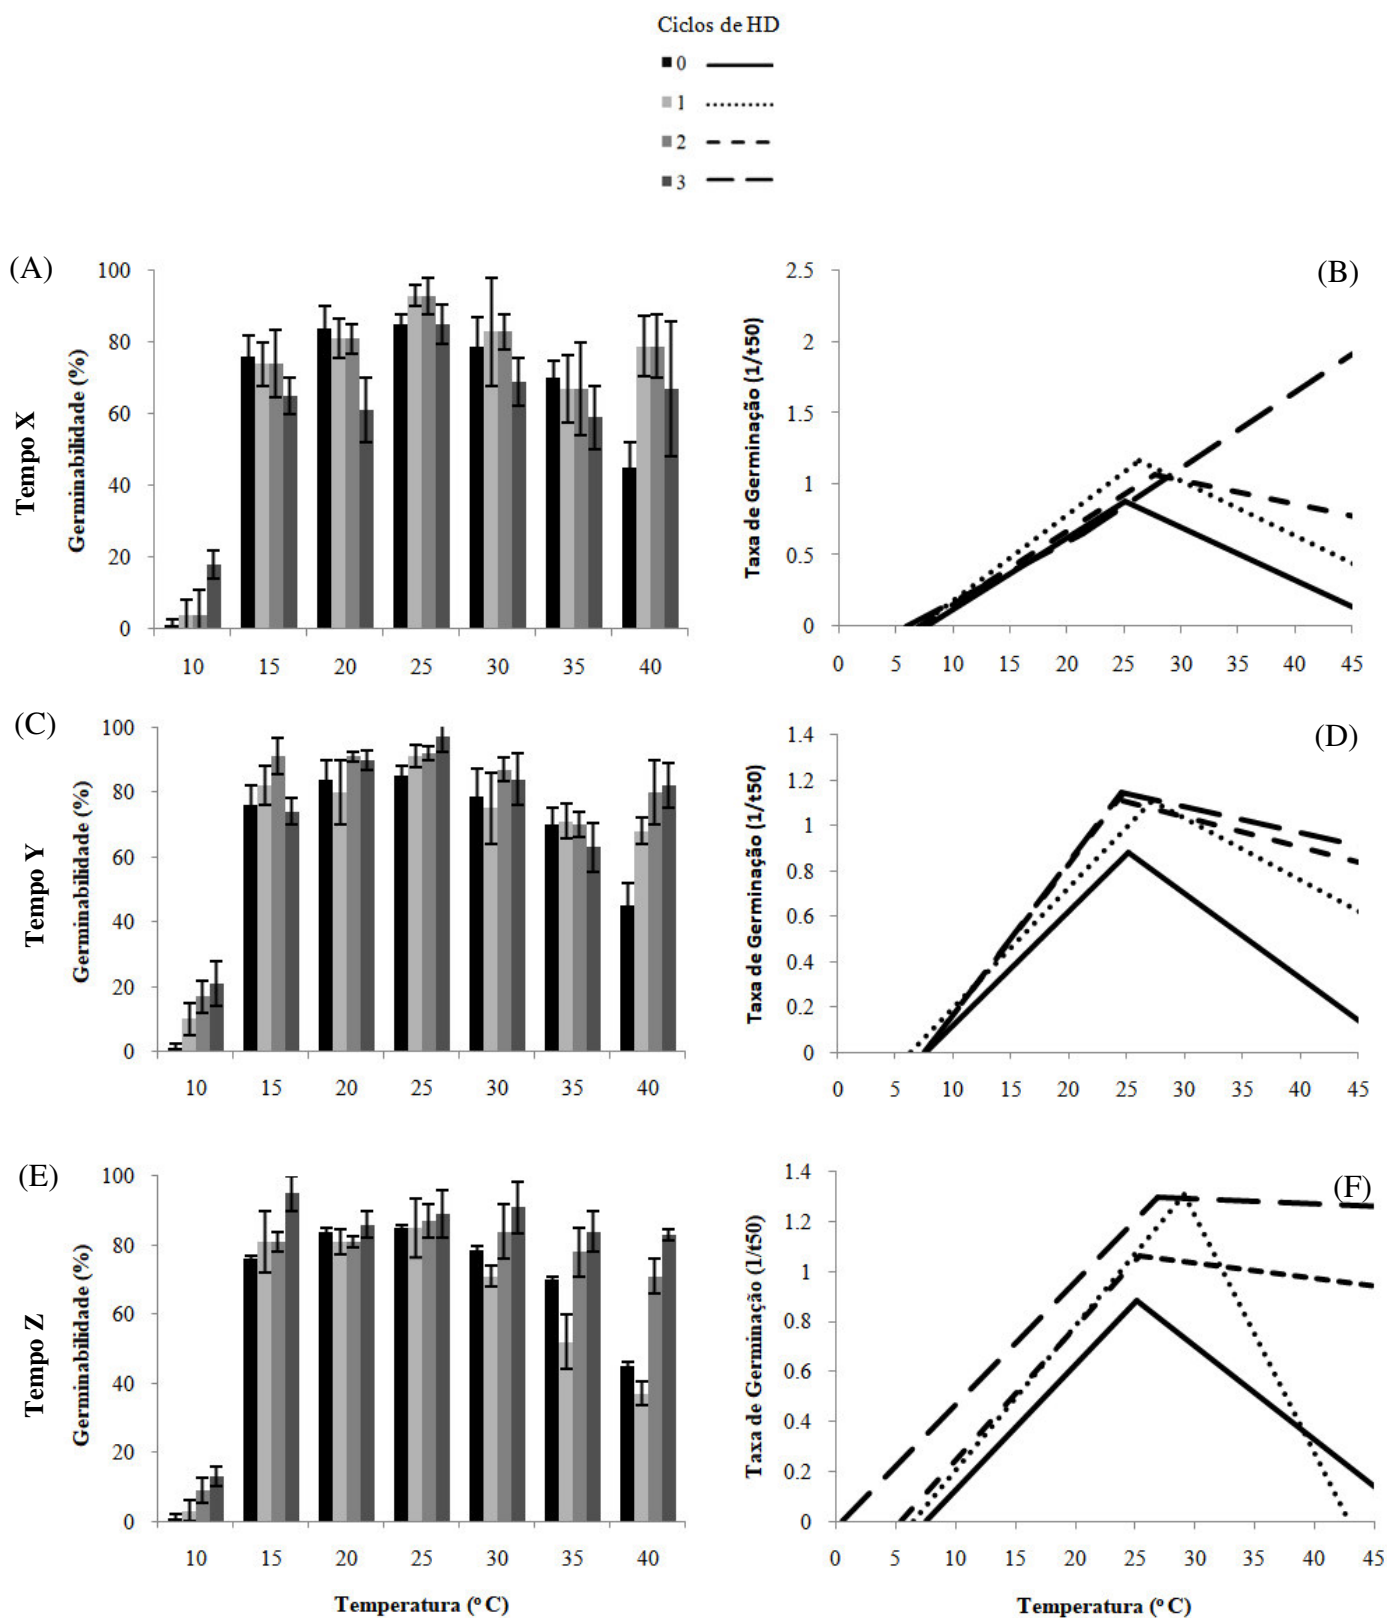 Ciclos de HD
0
1
2
3
(A)
(B)
Tempo X
Germinabilidade (%)
100
80
60
40
20
0
10 15 20 25 30 35 40
Taxa de Germinação (1/t50)
2.5
2
1.5
1
0.5
0
0 5 10 15 20 25 30 35 40 45
(C)
(D)
Tempo Y
Germinabilidade (%)
100
80
60
40
20
0
10 15 20 25 30 35 40
Taxa de Germinação (1/t50)
1.4
1.2
1
0.8
0.6
0.4
0.2
0
0 5 10 15 20 25 30 35 40 45
(E)
(F)
Tempo Z
Germinabilidade (%)
100
80
60
40
20
0
10 15 20 25 30 35 40
Temperatura (º C)
Taxa de Germinação (1/t50)
1.4
1.2
1
0.8
0.6
0.4
0.2
0
0 5 10 15 20 25 30 35 40 45
Temperatura (º C)